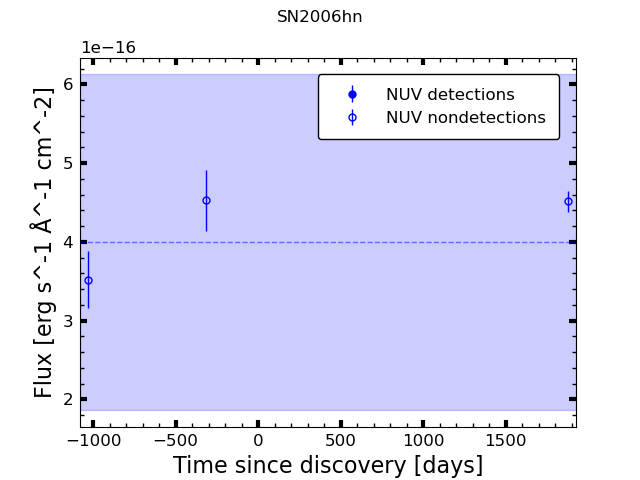 SN2006hn
1e−16
NUV detections
NUV nondetections
6
5
4
3
2
Flux [erg s^-1 Å^-1 cm^-2]
−1000 −500 0 500 1000 1500
Time since discovery [days]